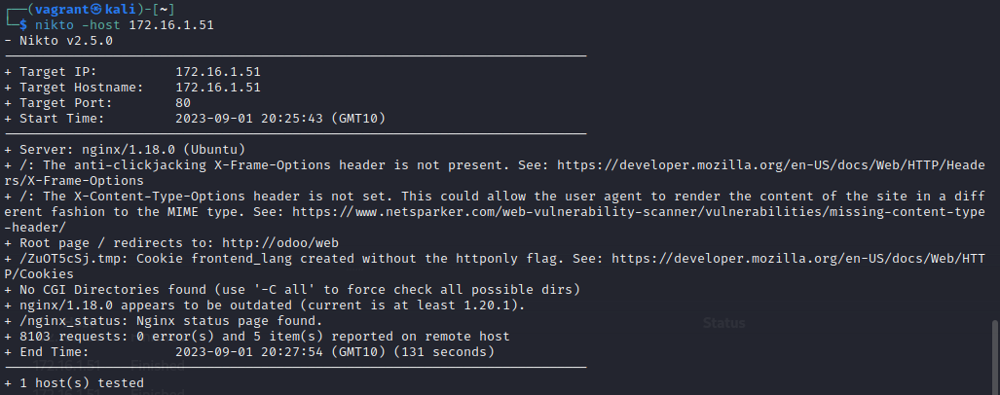 ┌──(vagrant㉿kali)-[~]
└─$ nikto -host 172.16.1.51
- Nikto v2.5.0
---------------------------------------------------------------------------
+ Target IP:          172.16.1.51
+ Target Hostname:    172.16.1.51
+ Target Port:        80
+ Start Time:         2023-09-01 20:25:43 (GMT10)
---------------------------------------------------------------------------
+ Server: nginx/1.18.0 (Ubuntu)
+ /: The anti-clickjacking X-Frame-Options header is not present. See: https://developer.mozilla.org/en-US/docs/Web/HTTP/Heade
rs/X-Frame-Options
+ /: The X-Content-Type-Options header is not set. This could allow the user agent to render the content of the site in a diff
erent fashion to the MIME type. See: https://www.netsparker.com/web-vulnerability-scanner/vulnerabilities/missing-content-type
-header/
+ Root page / redirects to: http://odoo/web
+ /ZuOT5cSj.tmp: Cookie frontend_lang created without the httponly flag. See: https://developer.mozilla.org/en-US/docs/Web/HTT
P/Cookies
+ No CGI Directories found (use '-C all' to force check all possible dirs)
+ nginx/1.18.0 appears to be outdated (current is at least 1.20.1).
+ /nginx_status: Nginx status page found.
Status
+ 8103 requests: 0 error(s) and 5 item(s) reported on remote host
+ End Time:           2023-09-01 20:27:54 (GMT10) (131 seconds)
---------------------------------------------------------------------------
172.16.1.51 Finished
+ 1 host(s) tested